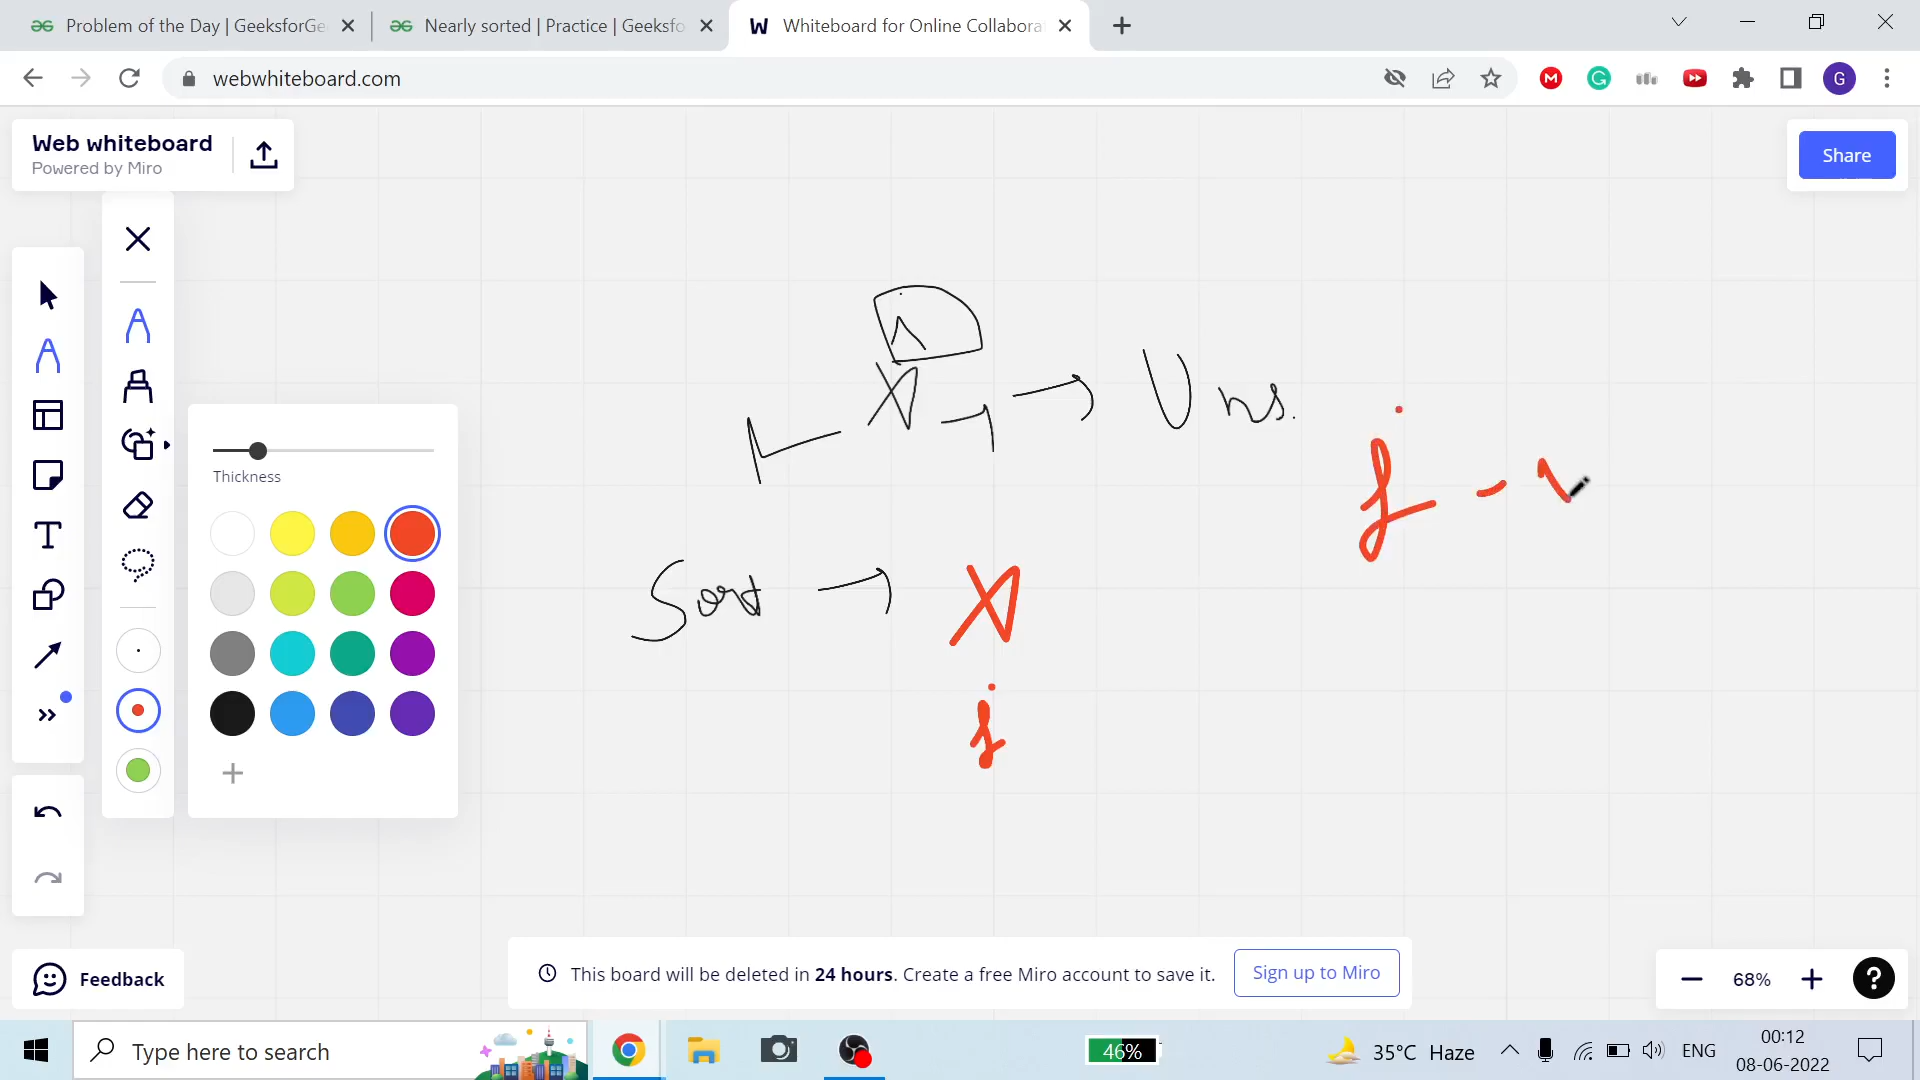 Problem of the Day | GeeksforGe
Nearly sorted | Practice | Geeksfo
Whiteboard for Online Collabora
webwhiteboard.com
G
Web whiteboard
Powered by Miro
Share
Uns.
Thickness
Sort →
Feedback
This board will be deleted in 24 hours. Create a free Miro account to save it.
Sign up to Miro
68%
Type here to search
46%
35°C Haze
ENG
00:12
08-06-2022